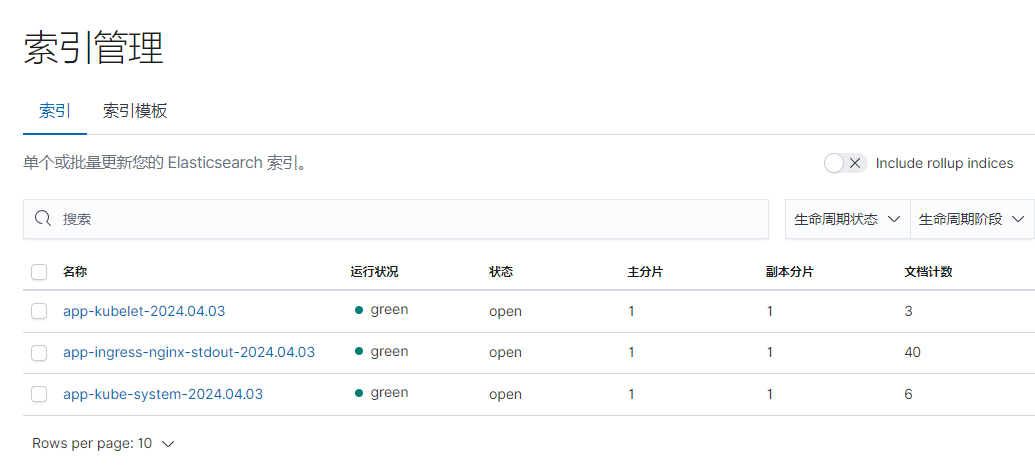 索引管理
索引 索引模板
单个或批量更新您的 Elasticsearch 索引。 Include rollup indices
搜索 生命周期状态 生命周期阶段
名称 运行状况 状态 主分片 副本分片 文档计数
app-kubelet-2024.04.03 green open 1 1 3
app-ingress-nginx-stdout-2024.04.03 green open 1 1 40
app-kube-system-2024.04.03 green open 1 1 6
Rows per page: 10